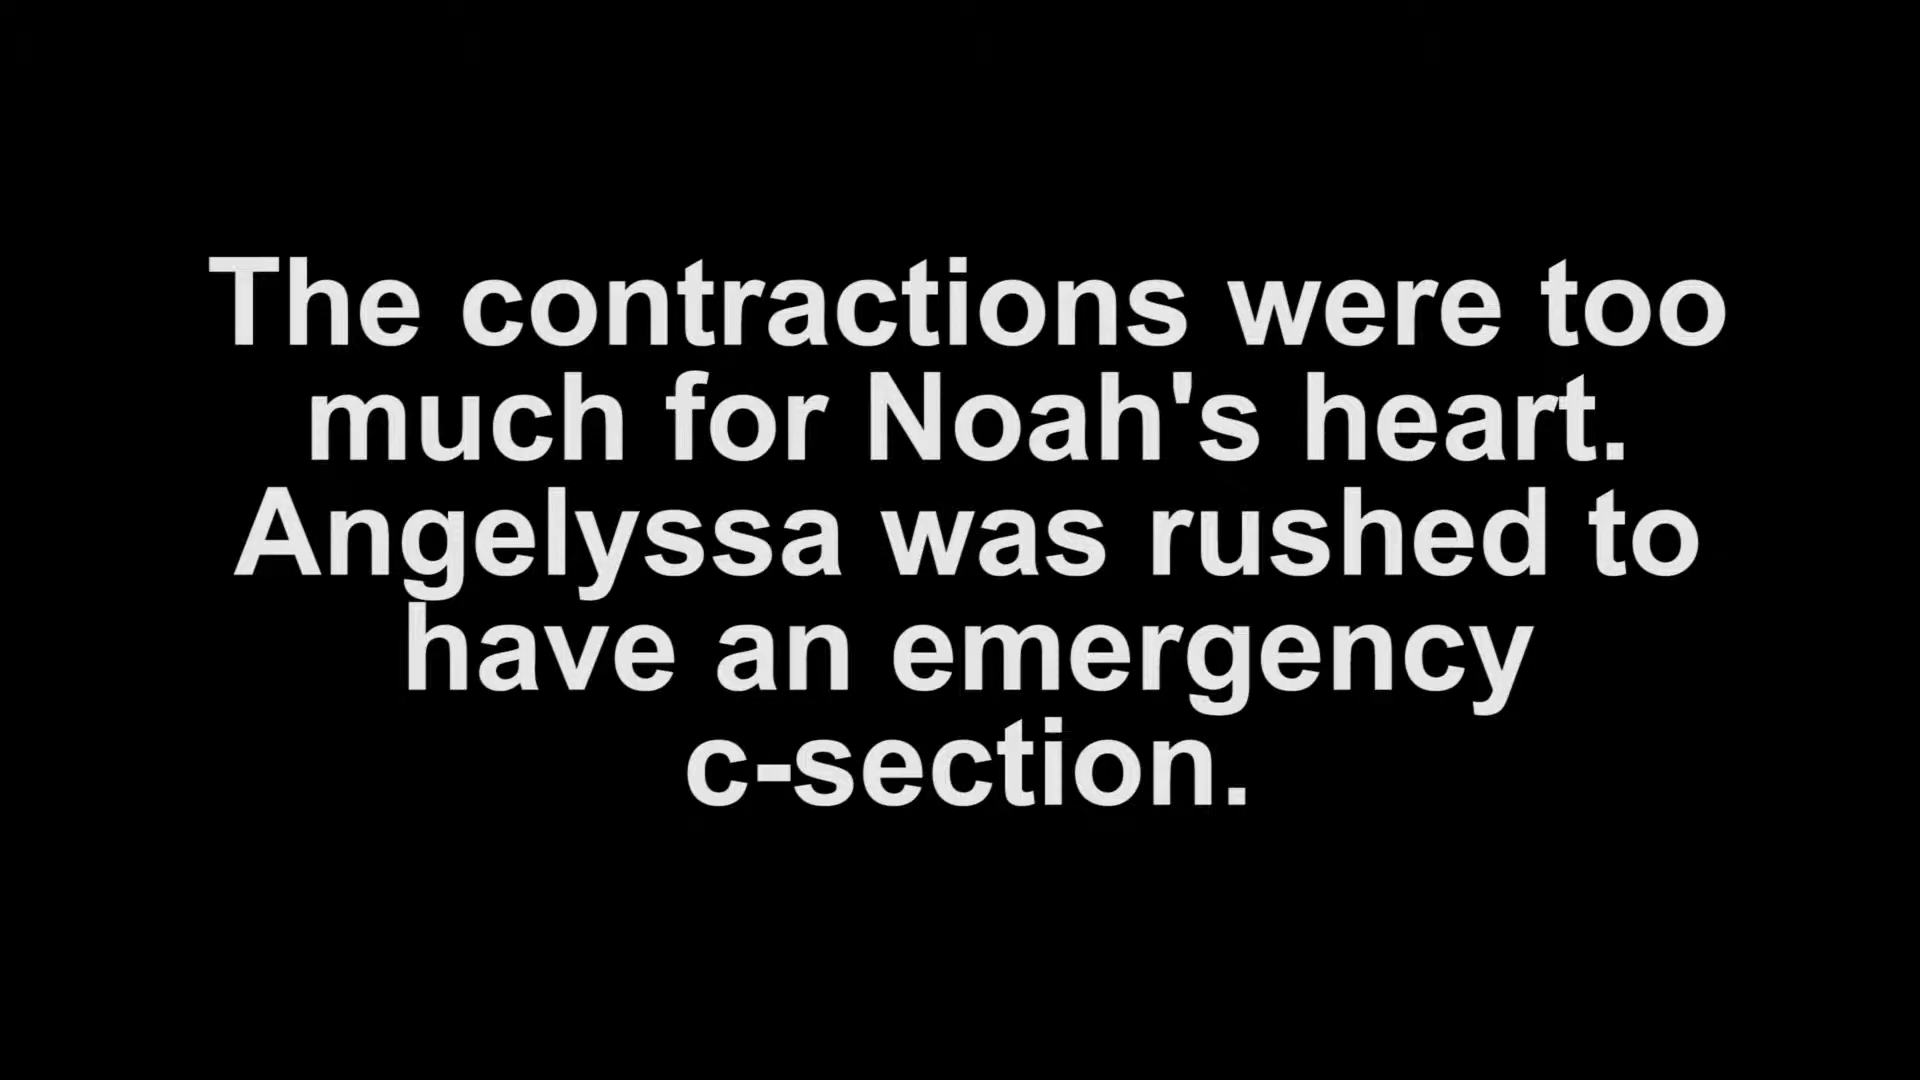 The contractions were too
much for Noah's heart.
Angelyssa was rushed to
have an emergency
c-section.